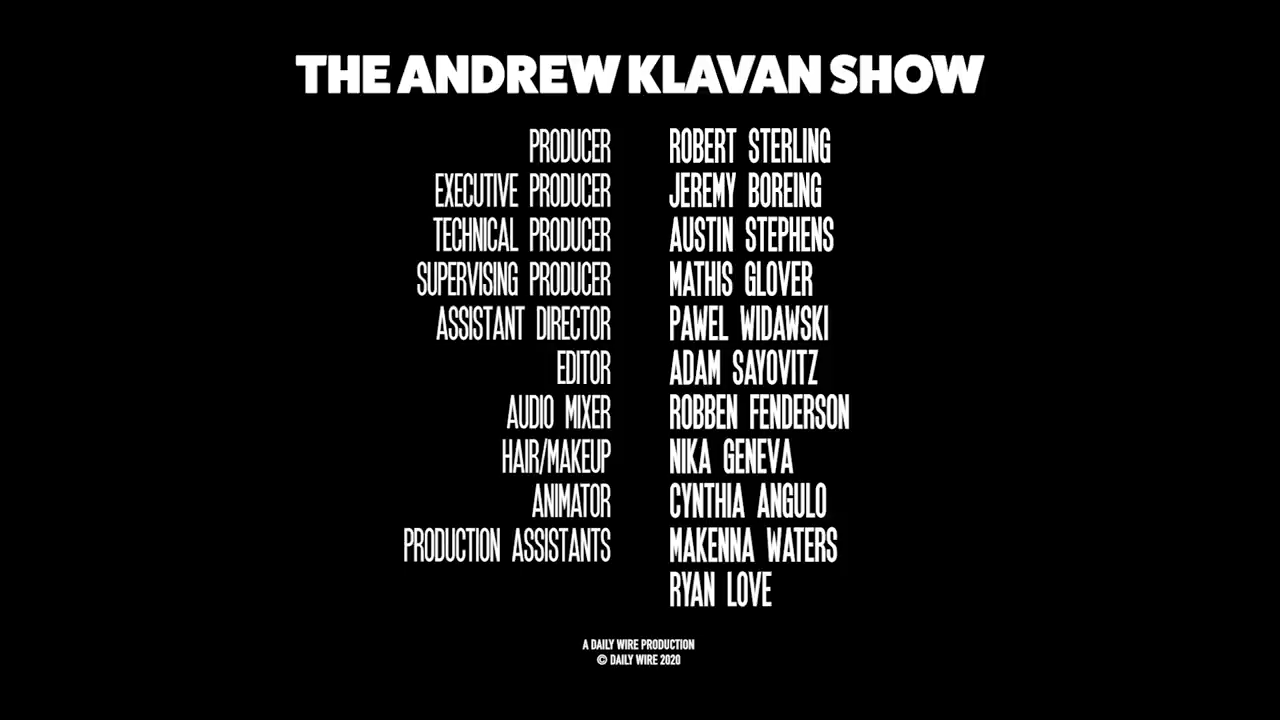 THE ANDREW KLAVAN SHOW
PRODUCER ROBERT STERLING
EXECUTIVE PRODUCER JEREMY BOREING
TECHNICAL PRODUCER AUSTIN STEPHENS
SUPERVISING PRODUCER MATHIS GLOVER
ASSISTANT DIRECTOR PAWEL WIDAWSKI
EDITOR ADAM SAYOVITZ
AUDIO MIXER ROBBEN FENDERSON
HAIR/MAKEUP NIKA GENEVA
ANIMATOR CYNTHIA ANGULO
PRODUCTION ASSISTANTS MAKENNA WATERS
RYAN LOVE
A DAILY WIRE PRODUCTION
© DAILY WIRE 2020